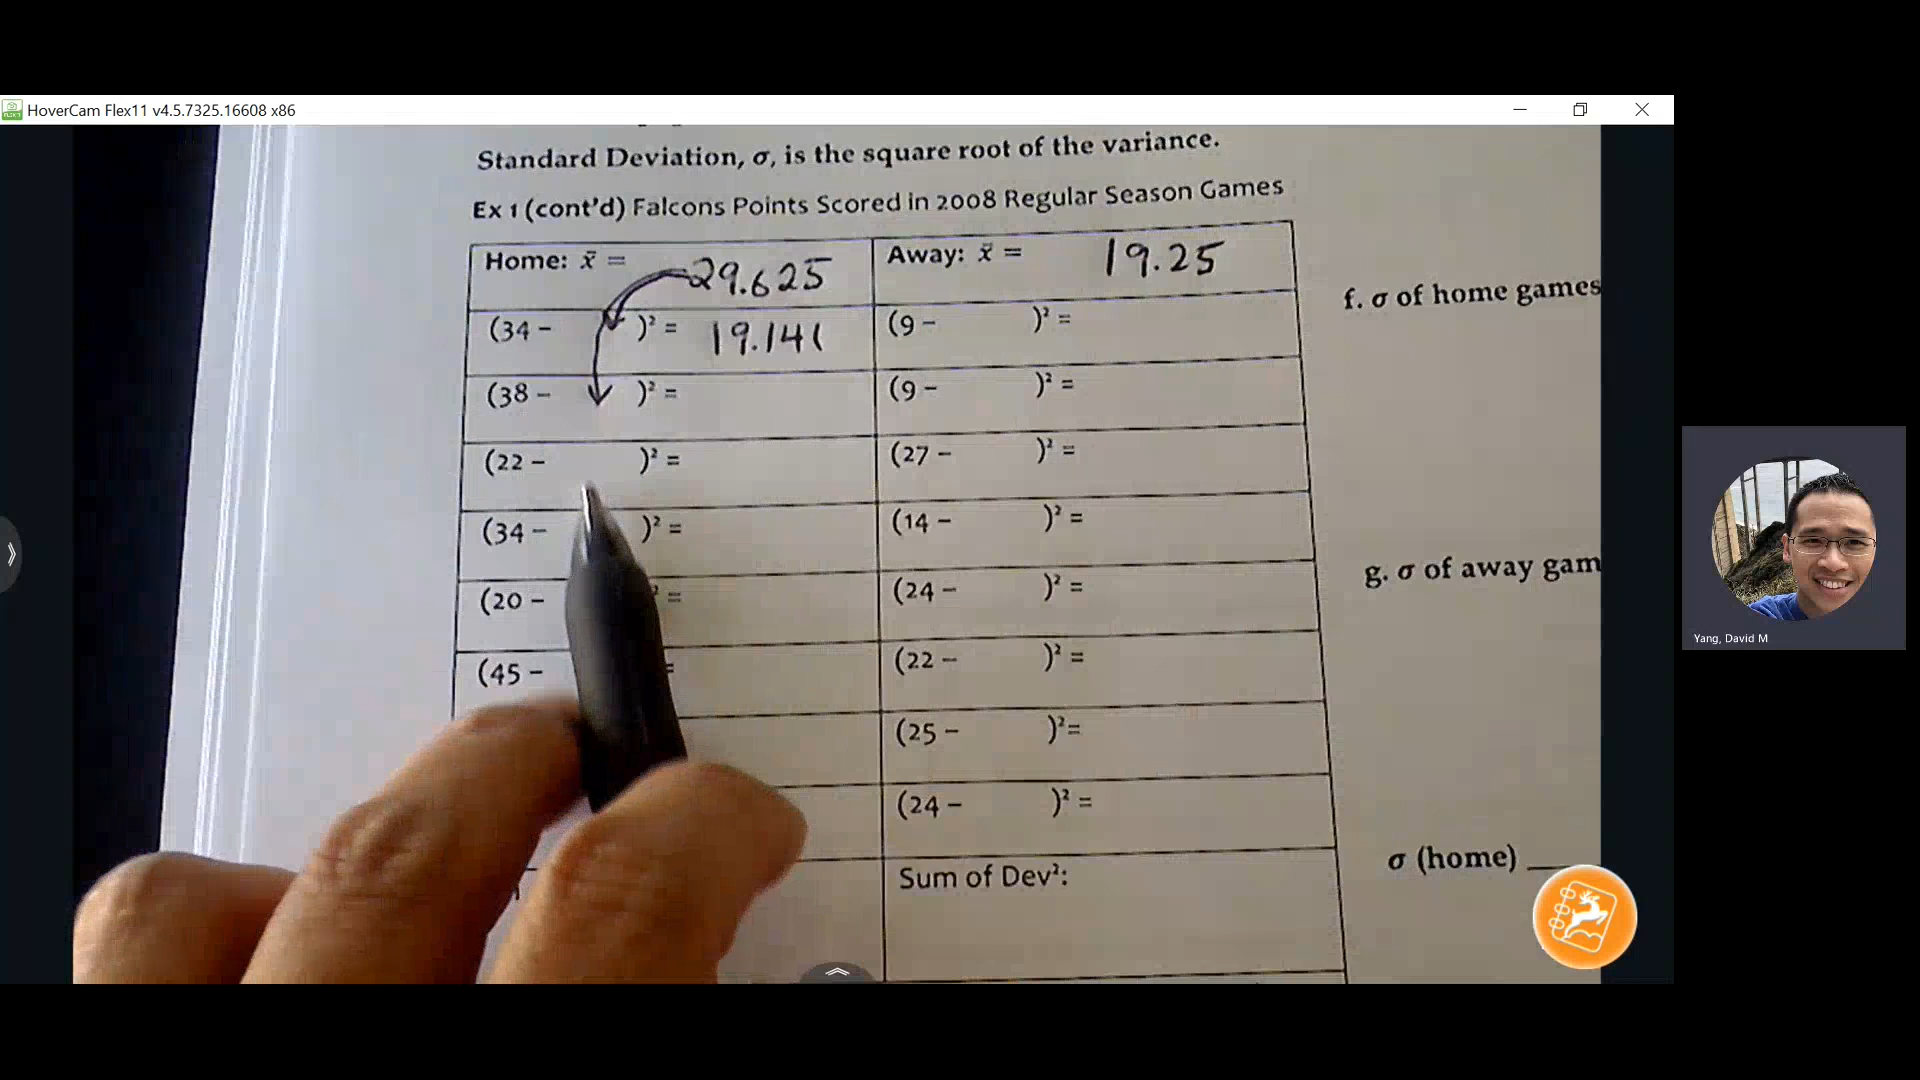 HoverCam Flex11 v4.5.7325.16608 x86
Standard Deviation, σ, is the square root of the variance.
Ex 1 (cont'd) Falcons Points Scored in 2008 Regular Season Games
Home: x̄ = 29.625
Away: x̄ = 19.25
(34 – )² = 19.141
(9 – )² =
(38 – )² =
(9 – )² =
(22 – )² =
(27 – )² =
(34 – )² =
(14 – )² =
(20 – ² =
(24 – )² =
(45 – =
(22 – )² =
(25 – )²=
(24 – )² =
Sum of Dev²:
f. σ of home games
g. σ of away gam
σ (home) __
Yang, David M